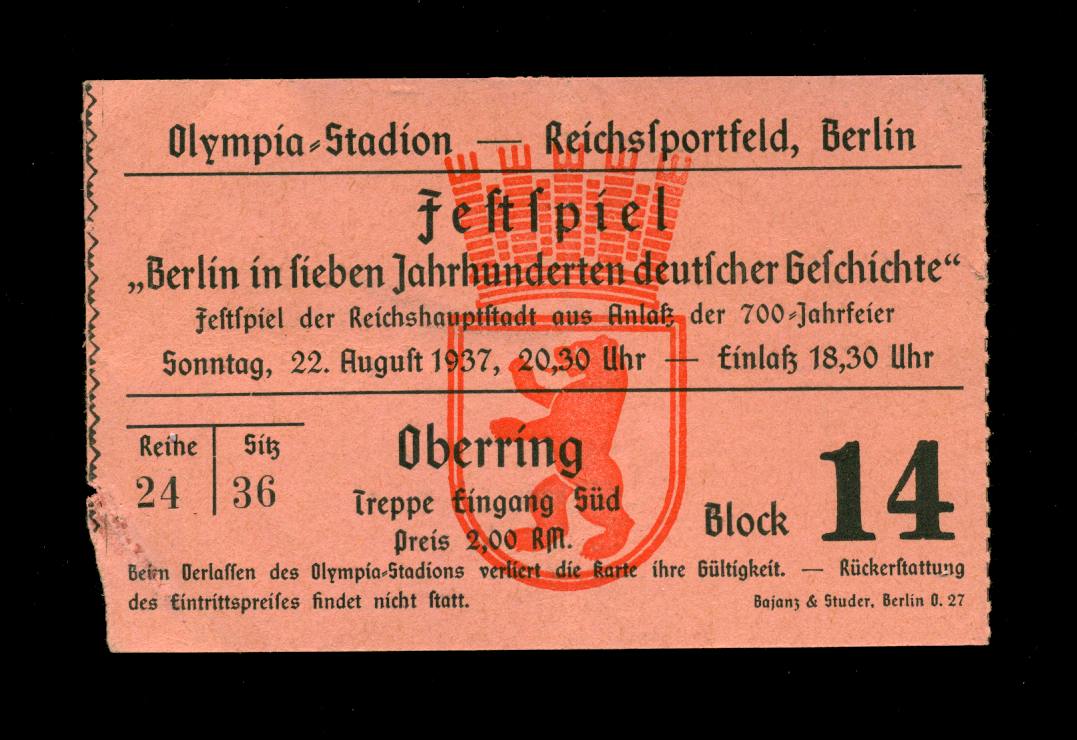 Olympia-Stadion — Reichsſportfeld, Berlin
Feſtſpiel
„Berlin in ſieben Jahrhunderten deutſcher Geſchichte“
Feſtſpiel der Reichshauptſtadt aus Anlaß der 700-Jahrfeier
Sonntag, 22. Auguſt 1937, 20,30 Uhr — Einlaß 18,30 Uhr
Reihe Sitz
24 36
Oberring
Treppe Eingang Süd
Preis 2,00 RM.
Block 14
Beim Verlaſſen des Olympia-Stadions verliert die Karte ihre Gültigkeit. — Rückerſtattung
des Eintrittspreiſes findet nicht ſtatt.
Bajanz & Studer, Berlin O. 27